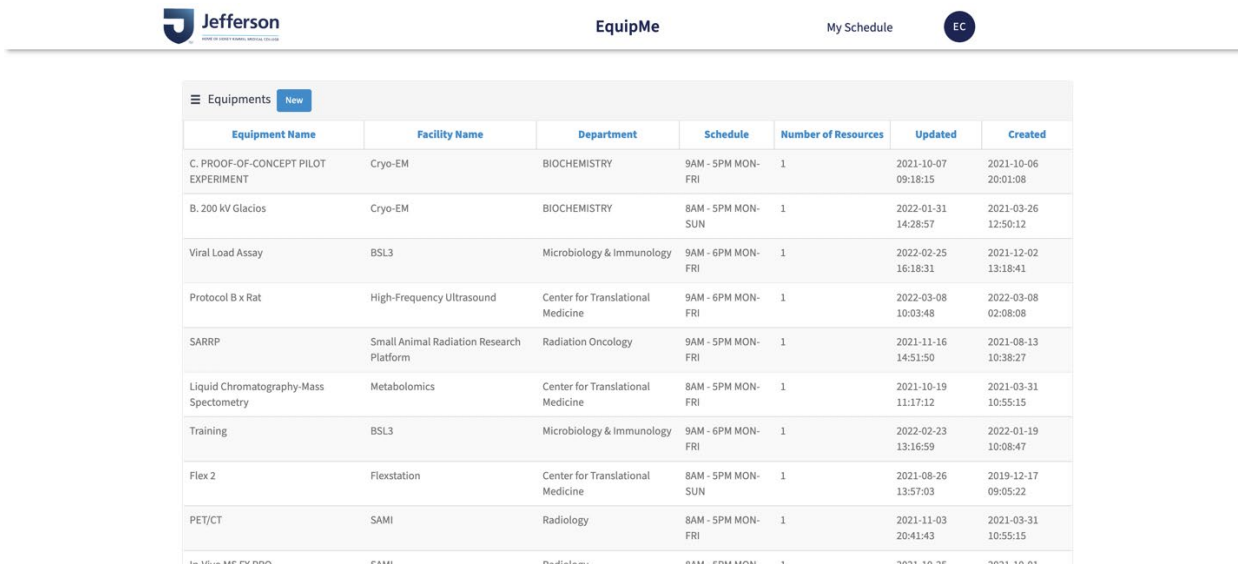 Jefferson
EquipMe
My Schedule
EC
Equipments
New
Equipment Name Facility Name Department Schedule Number of Resources Updated Created
C. PROOF-OF-CONCEPT PILOT Cryo-EM BIOCHEMISTRY 9AM - 5PM MON- 1 2021-10-07 2021-10-06
EXPERIMENT FRI 09:18:15 20:01:08
B. 200 kV Glacios Cryo-EM BIOCHEMISTRY 8AM - 5PM MON- 1 2022-01-31 2021-03-26
SUN 14:28:57 12:50:12
Viral Load Assay BSL3 Microbiology & Immunology 9AM - 6PM MON- 1 2022-02-25 2021-12-02
FRI 16:18:31 13:18:41
Protocol B x Rat High-Frequency Ultrasound Center for Translational 9AM - 6PM MON- 1 2022-03-08 2022-03-08
Medicine FRI 10:03:48 02:08:08
SARRP Small Animal Radiation Research Radiation Oncology 9AM - 5PM MON- 1 2021-11-16 2021-08-13
Platform FRI 14:51:50 10:38:27
Liquid Chromatography-Mass Metabolomics Center for Translational 8AM - 5PM MON- 1 2021-10-19 2021-03-31
Spectometry Medicine FRI 11:17:12 10:55:15
Training BSL3 Microbiology & Immunology 9AM - 6PM MON- 1 2022-02-23 2022-01-19
FRI 13:16:59 10:08:47
Flex 2 Flexstation Center for Translational 8AM - 5PM MON- 1 2021-08-26 2019-12-17
Medicine SUN 13:57:03 09:05:22
PET/CT SAMI Radiology 8AM - 5PM MON- 1 2021-11-03 2021-03-31
FRI 20:41:43 10:55:15